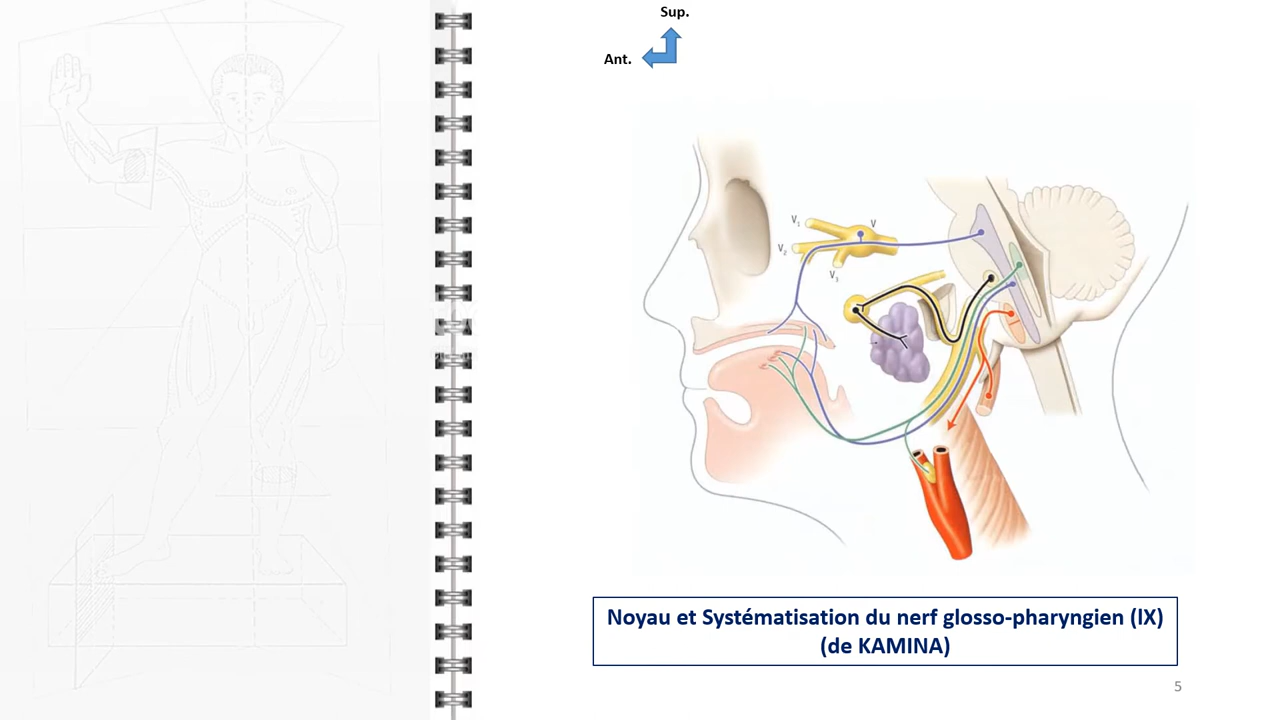 Sup.
Ant.
V₁
V
V₂
V₃
Noyau et Systématisation du nerf glosso-pharyngien (IX)
(de KAMINA)
5